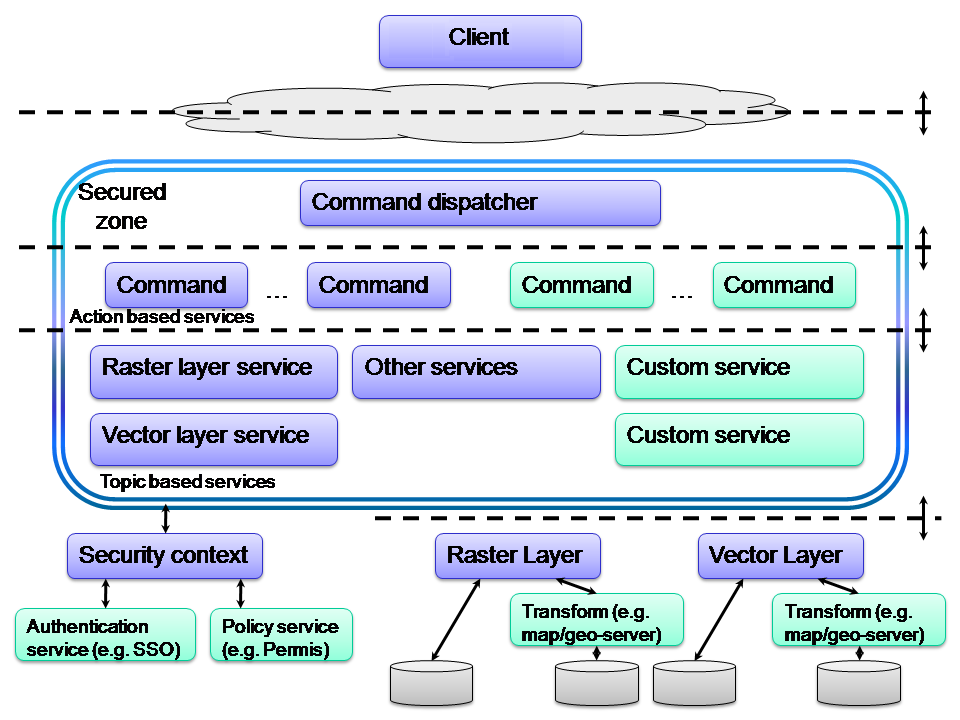 Client
Secured
zone
Command dispatcher
Command
...
Command
Command
...
Command
Action based services
Raster layer service
Other services
Custom service
Vector layer service
Custom service
Topic based services
Security context
Raster Layer
Vector Layer
Authentication
service (e.g. SSO)
Policy service
(e.g. Permis)
Transform (e.g.
map/geo-server)
Transform (e.g.
map/geo-server)